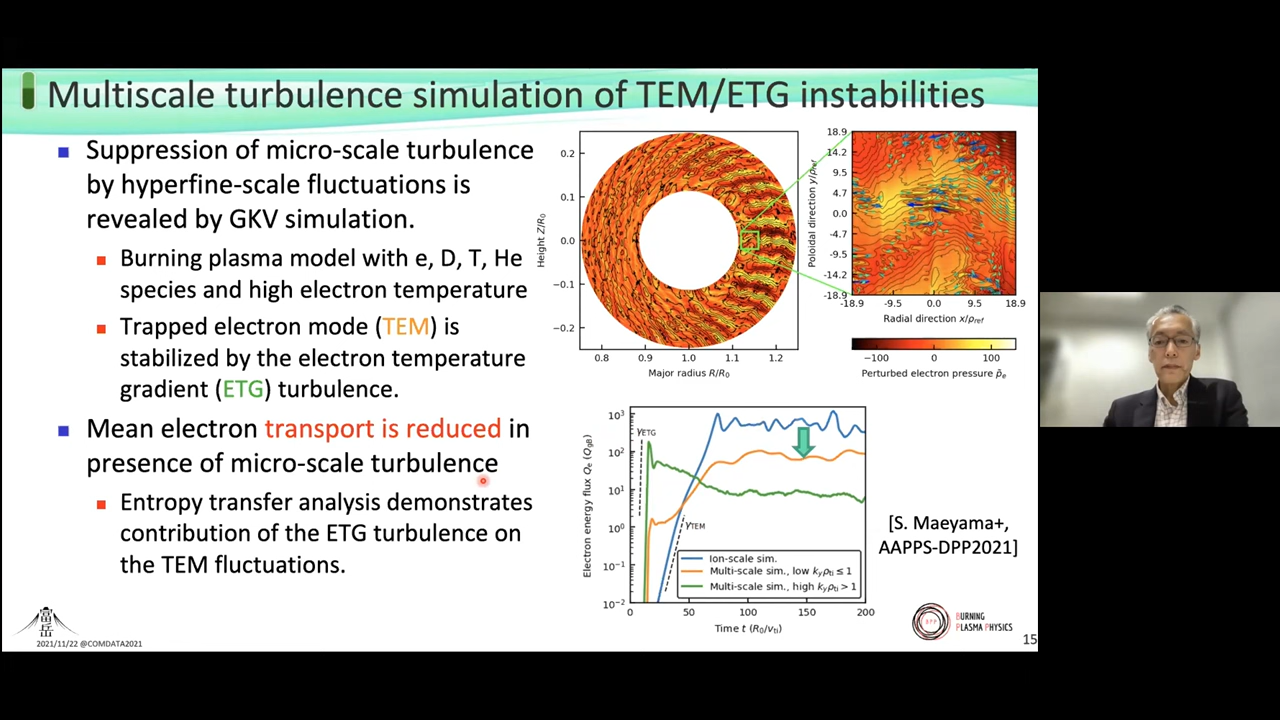 Multiscale turbulence simulation of TEM/ETG instabilities
Suppression of micro-scale turbulence
by hyperfine-scale fluctuations is
revealed by GKV simulation.
Burning plasma model with e, D, T, He
species and high electron temperature
Trapped electron mode (TEM) is
stabilized by the electron temperature
gradient (ETG) turbulence.
Mean electron transport is reduced in
presence of micro-scale turbulence
Entropy transfer analysis demonstrates
contribution of the ETG turbulence on
the TEM fluctuations.
Height Z/R₀
0.2
0.1
0.0
−0.1
−0.2
0.8 0.9 1.0 1.1 1.2
Major radius R/R₀
Poloidal direction y/ρref
18.9
14.2
9.5
4.7
0.0
-4.7
-9.5
-14.2
-18.9
-18.9 -9.5 0.0 9.5 18.9
Radial direction x/ρref
−100 0 100
Perturbed electron pressure p̃e
Electron energy flux Qe (QgB)
10³
10²
10¹
10⁰
10⁻¹
10⁻²
γETG
γTEM
Ion-scale sim.
Multi-scale sim., low kyρti ≤ 1
Multi-scale sim., high kyρti > 1
0 50 100 150 200
Time t (R₀/vti)
[S. Maeyama+,
AAPPS-DPP2021]
富
岳
2021/11/22 @COMDATA2021
BPP
BURNING
PLASMA PHYSICS
15